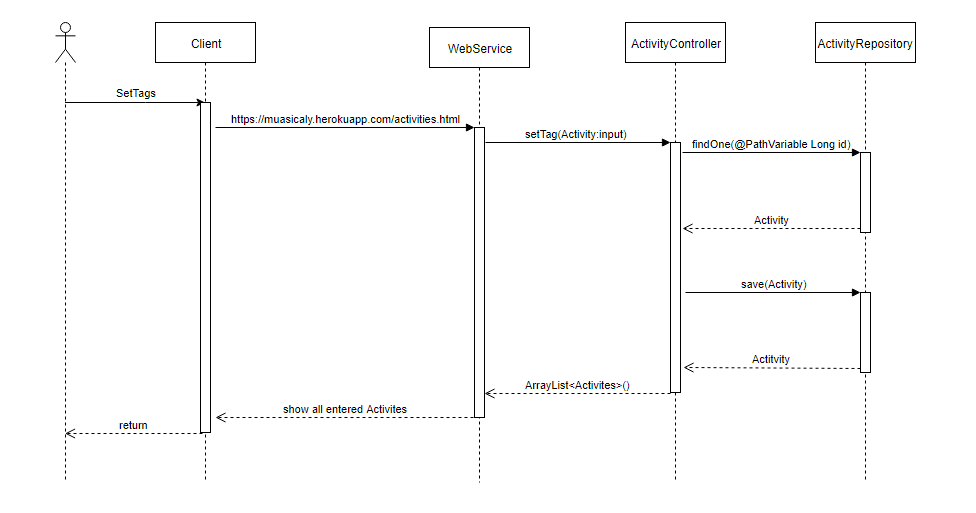 Client
WebService
ActivityController
ActivityRepository
SetTags
https://muasicaly.herokuapp.com/activities.html
setTag(Activity:input)
findOne(@PathVariable Long id)
Activity
save(Activity)
Actitvity
ArrayList<Activites>()
show all entered Activites
return